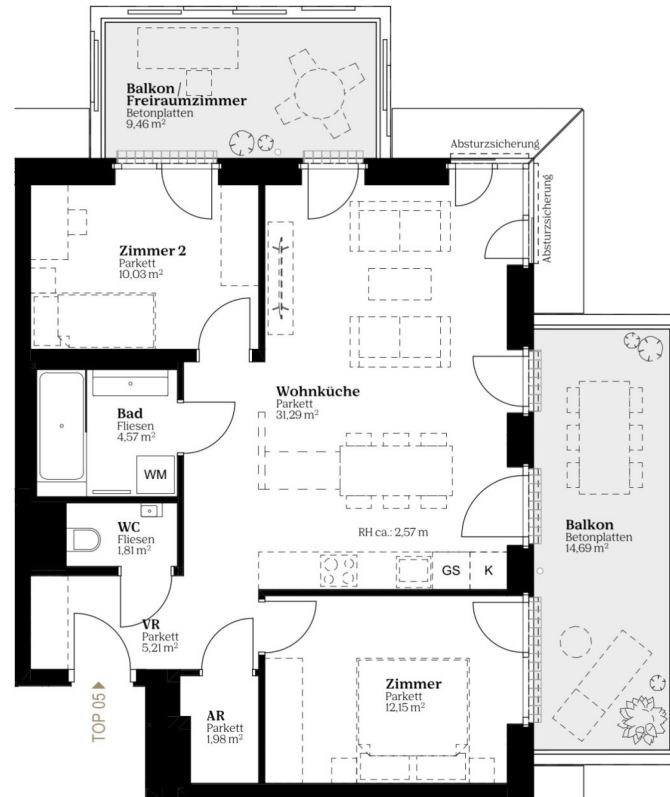 Balkon /
Freiraumzimmer
Betonplatten
9,46 m²
Absturzsicherung
Absturzsicherung
Zimmer 2
Parkett
10,03 m²
Wohnküche
Parkett
31,29 m²
Bad
Fliesen
4,57 m²
WM
WC
Fliesen
1,81 m²
RH ca.: 2,57 m
GS
K
Balkon
Betonplatten
14,69 m²
VR
Parkett
5,21 m²
TOP 05
AR
Parkett
1,98 m²
Zimmer
Parkett
12,15 m²